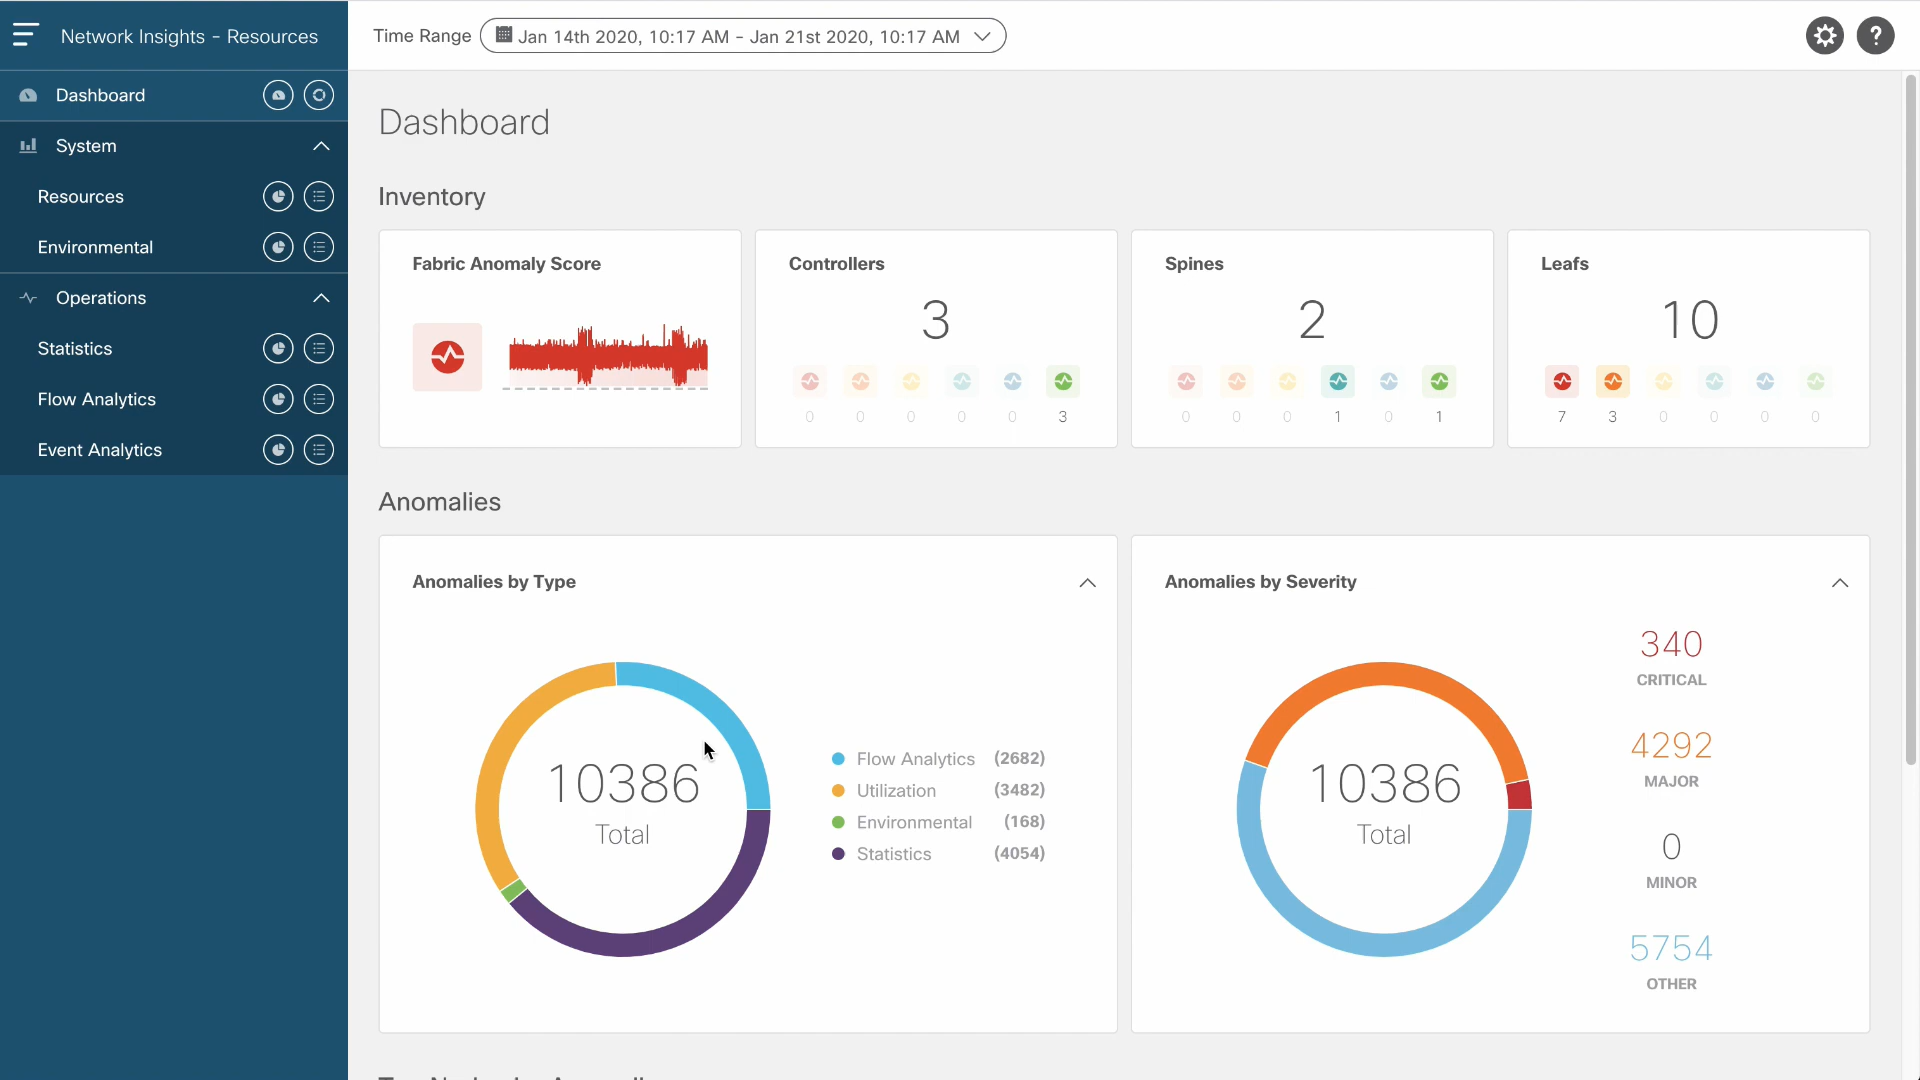 Network Insights - Resources
Time Range
Jan 14th 2020, 10:17 AM - Jan 21st 2020, 10:17 AM
?
Dashboard
System
Resources
Environmental
Operations
Statistics
Flow Analytics
Event Analytics
Dashboard
Inventory
Fabric Anomaly Score
Controllers
3
0 0 0 0 0 3
Spines
2
0 0 0 1 0 1
Leafs
10
7 3 0 0 0 0
Anomalies
Anomalies by Type
10386
Total
Flow Analytics (2682)
Utilization (3482)
Environmental (168)
Statistics (4054)
Anomalies by Severity
10386
Total
340
CRITICAL
4292
MAJOR
0
MINOR
5754
OTHER